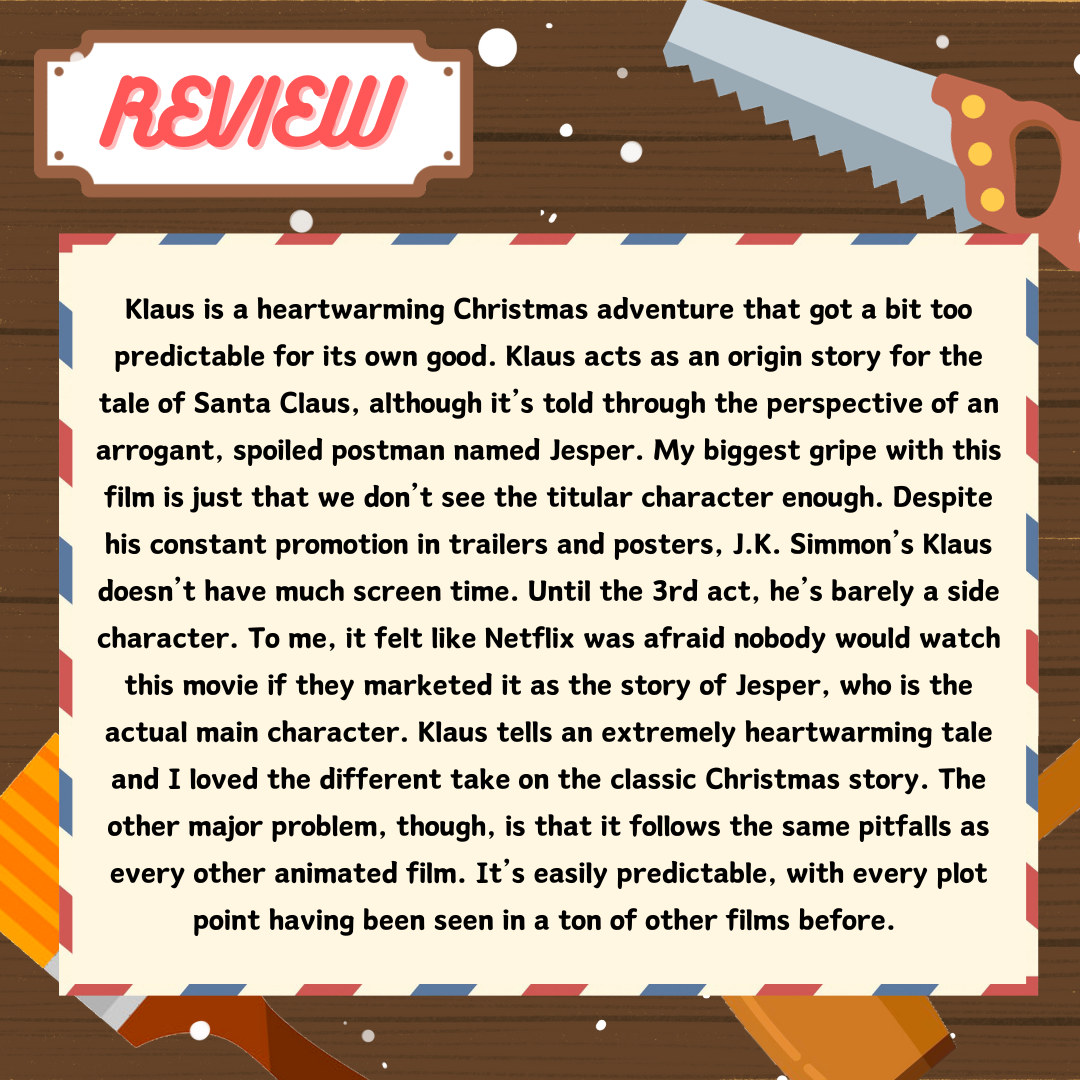 REVIEW
Klaus is a heartwarming Christmas adventure that got a bit too
predictable for its own good. Klaus acts as an origin story for the
tale of Santa Claus, although it’s told through the perspective of an
arrogant, spoiled postman named Jesper. My biggest gripe with this
film is just that we don’t see the titular character enough. Despite
his constant promotion in trailers and posters, J.K. Simmon’s Klaus
doesn’t have much screen time. Until the 3rd act, he’s barely a side
character. To me, it felt like Netflix was afraid nobody would watch
this movie if they marketed it as the story of Jesper, who is the
actual main character. Klaus tells an extremely heartwarming tale
and I loved the different take on the classic Christmas story. The
other major problem, though, is that it follows the same pitfalls as
every other animated film. It’s easily predictable, with every plot
point having been seen in a ton of other films before.